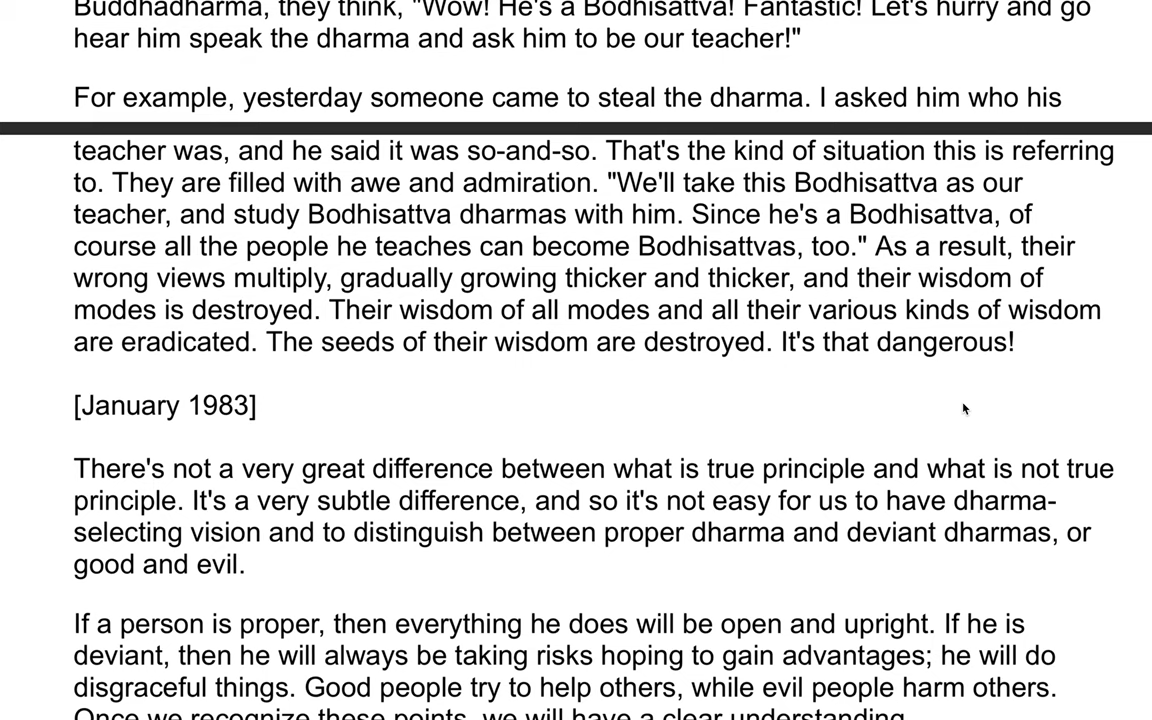 Buddhadharma, they think, "Wow! He's a Bodhisattva! Fantastic! Let's hurry and go
hear him speak the dharma and ask him to be our teacher!"
For example, yesterday someone came to steal the dharma. I asked him who his
teacher was, and he said it was so-and-so. That's the kind of situation this is referring
to. They are filled with awe and admiration. "We'll take this Bodhisattva as our
teacher, and study Bodhisattva dharmas with him. Since he's a Bodhisattva, of
course all the people he teaches can become Bodhisattvas, too." As a result, their
wrong views multiply, gradually growing thicker and thicker, and their wisdom of
modes is destroyed. Their wisdom of all modes and all their various kinds of wisdom
are eradicated. The seeds of their wisdom are destroyed. It's that dangerous!
[January 1983]
There's not a very great difference between what is true principle and what is not true
principle. It's a very subtle difference, and so it's not easy for us to have dharma-
selecting vision and to distinguish between proper dharma and deviant dharmas, or
good and evil.
If a person is proper, then everything he does will be open and upright. If he is
deviant, then he will always be taking risks hoping to gain advantages; he will do
disgraceful things. Good people try to help others, while evil people harm others.
Once we recognize these points, we will have a clear understanding.